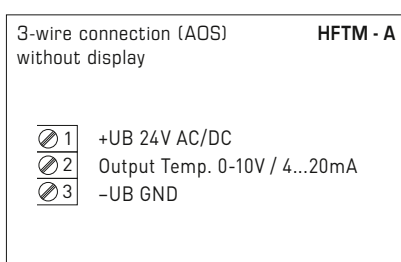 3-wire connection (AOS) HFTM - A
without display
1 +UB 24V AC/DC
2 Output Temp. 0-10V / 4...20mA
3 –UB GND